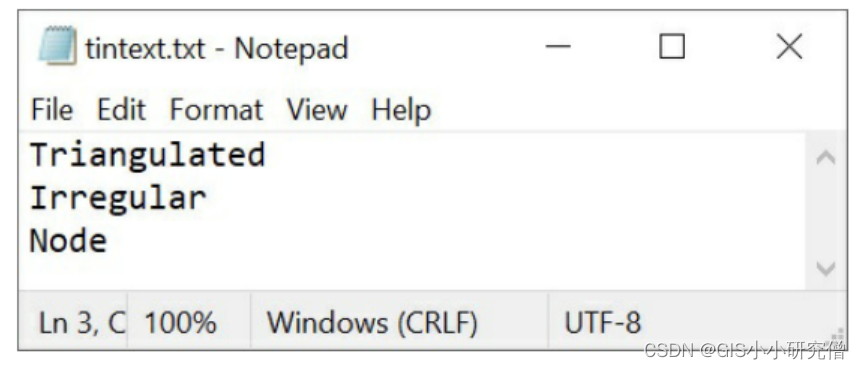 tintext.txt - Notepad
File Edit Format View Help
Triangulated
Irregular
Node
Ln 3, C 100% Windows (CRLF) UTF-8
CSDN @GIS小小研究僧